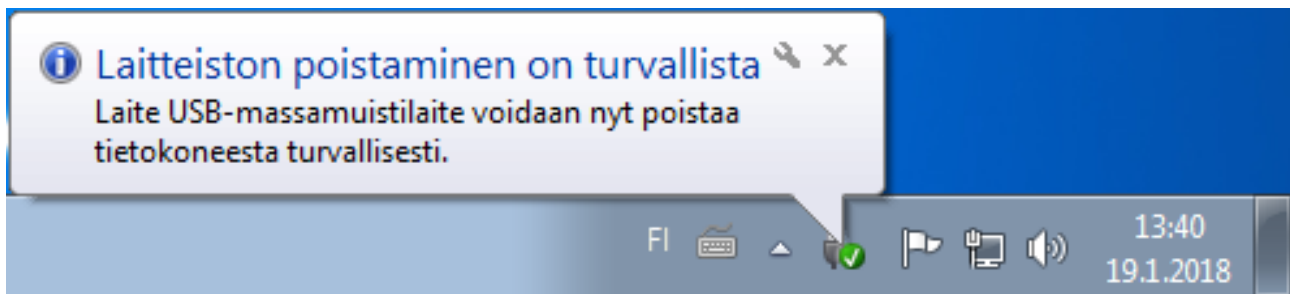 Laitteiston poistaminen on turvallista
Laite USB-massamuistilaite voidaan nyt poistaa
tietokoneesta turvallisesti.
FI
13:40
19.1.2018